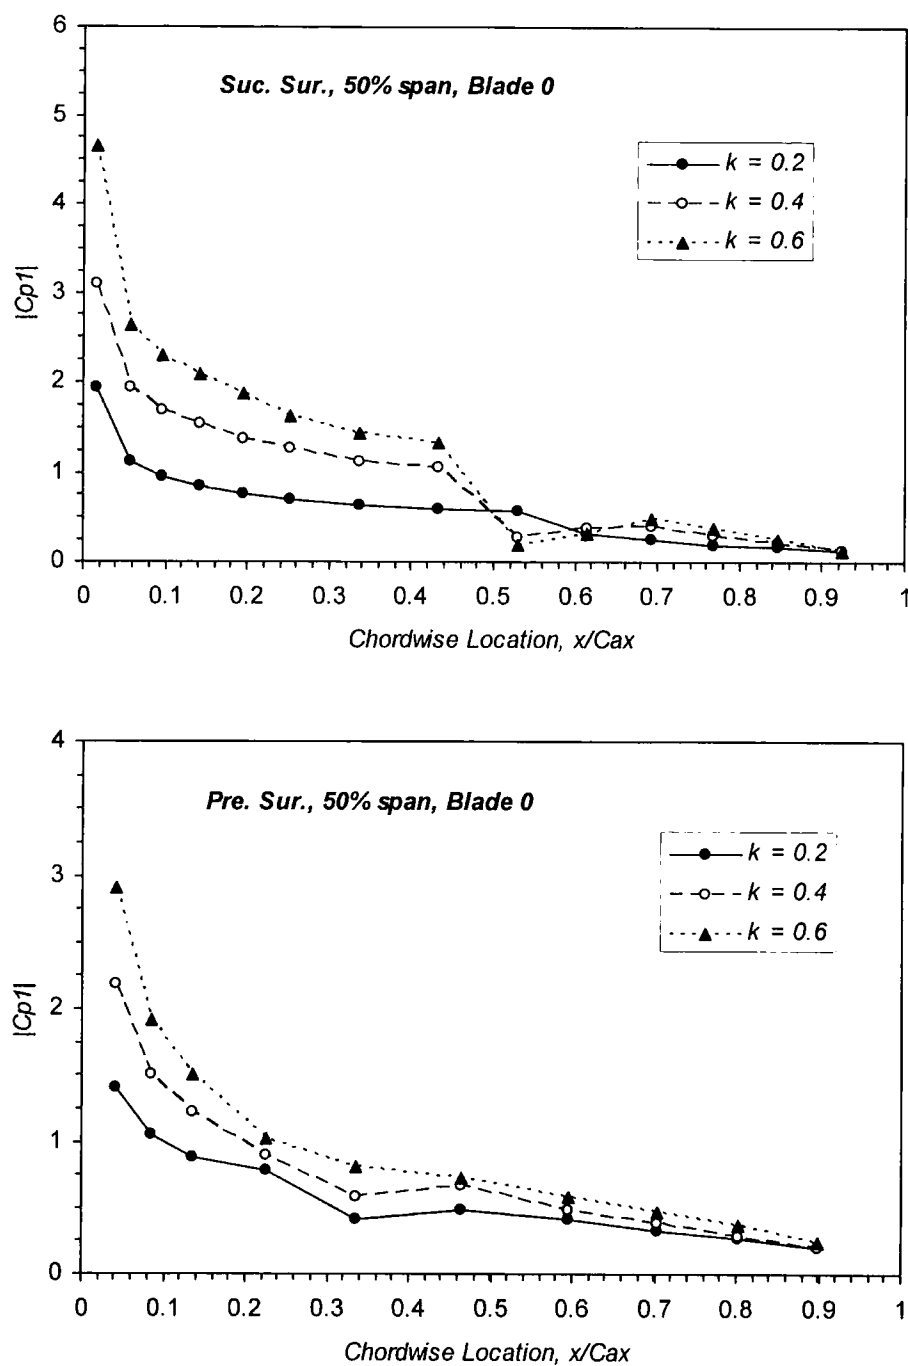 6
Suc. Sur., 50% span, Blade 0
5
k = 0.2
4
k = 0.4
k = 0.6
|Cp1|
3
2
1
0
0 0.1 0.2 0.3 0.4 0.5 0.6 0.7 0.8 0.9 1
Chordwise Location, x/Cax
4
Pre. Sur., 50% span, Blade 0
k = 0.2
3
k = 0.4
k = 0.6
|Cp1|
2
1
0
0 0.1 0.2 0.3 0.4 0.5 0.6 0.7 0.8 0.9 1
Chordwise Location, x/Cax